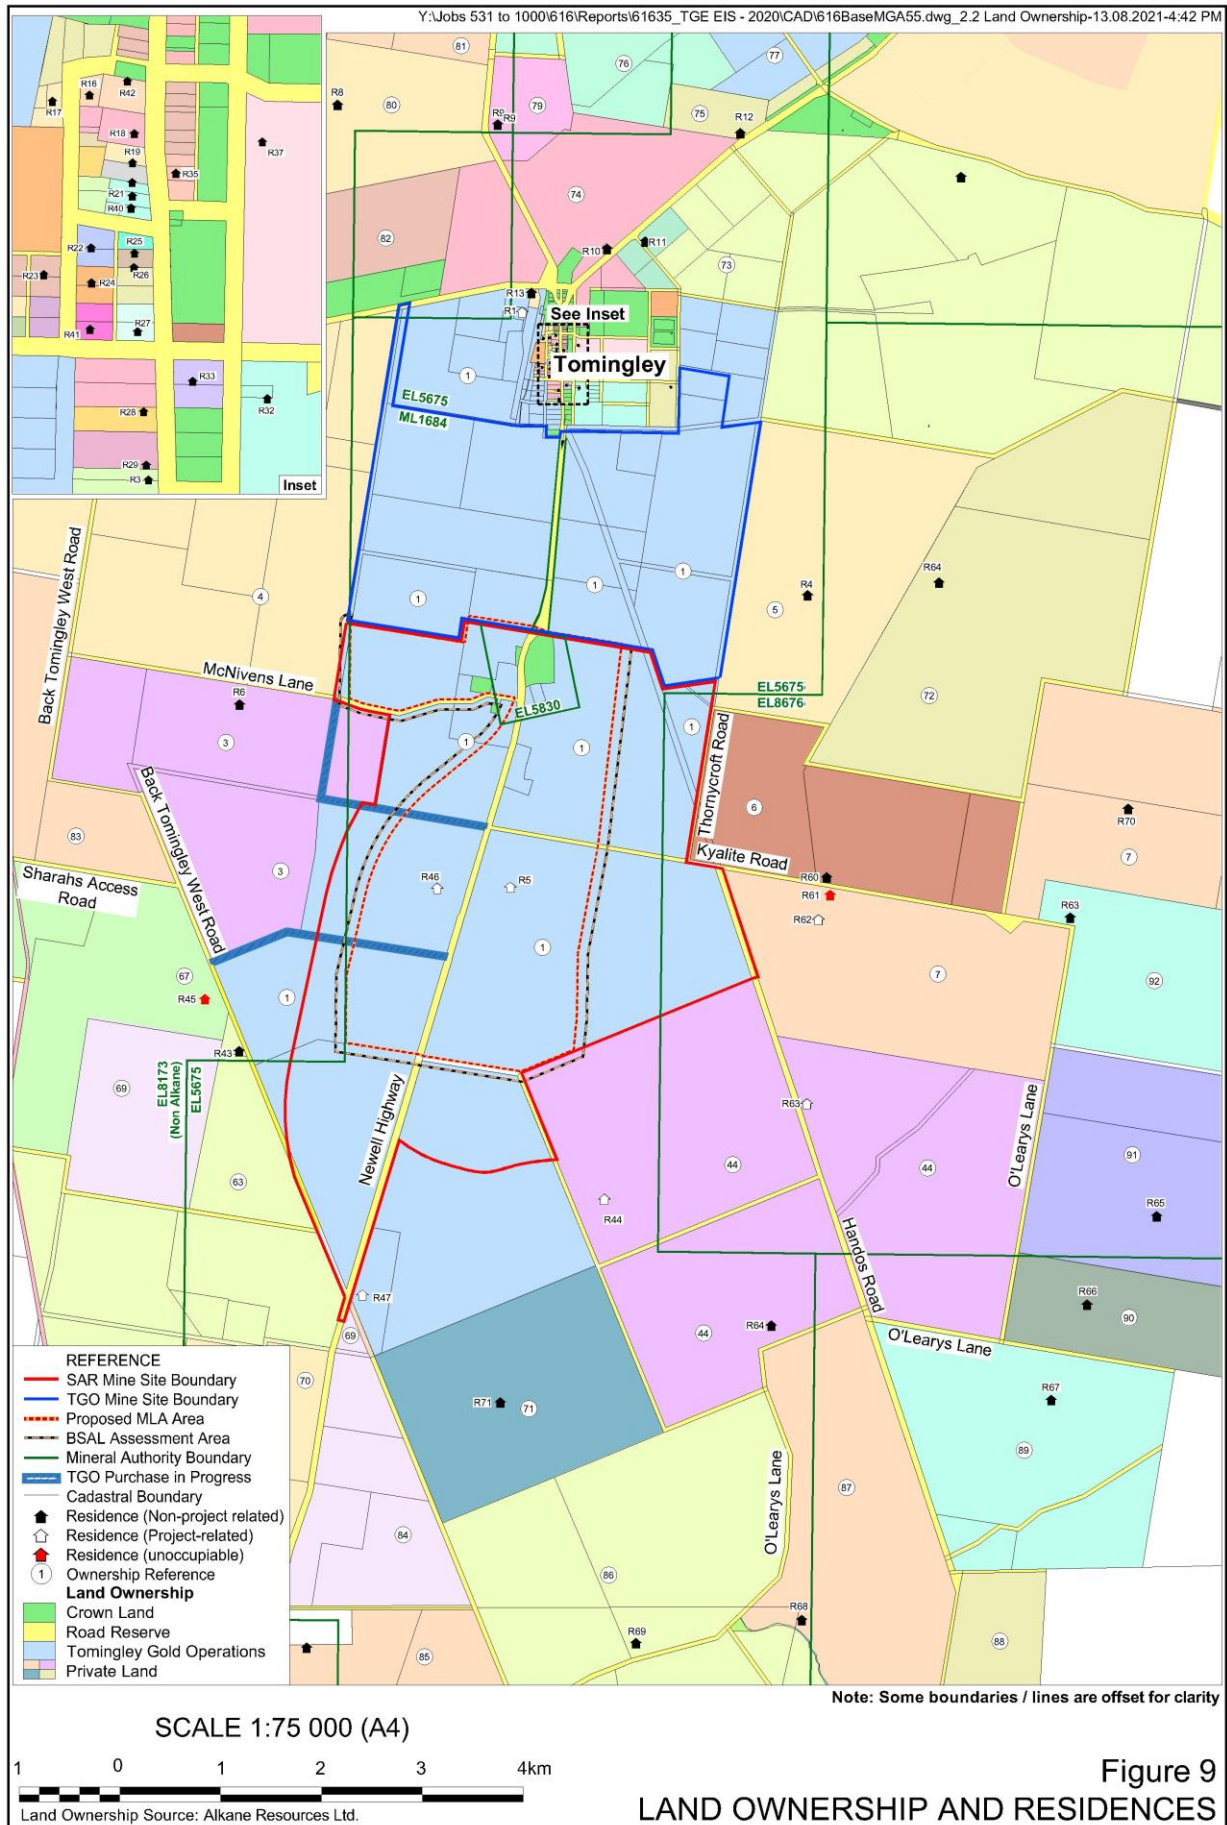 Y:\Jobs 531 to 1000\616\Reports\61635_TGE EIS - 2020\CAD\616BaseMGA55.dwg_2.2 Land Ownership-13.08.2021-4:42 PM
R16
R42
R17
R18
R19
R35
R37
R21
R40
R22
R25
R23
R26
R24
R41
R27
R33
R28
R32
R29
R3
Inset
81
76
77
R8
80
R9
R9
79
75
R12
74
82
R10
R11
73
R13
R1
See Inset
Tomingley
1
EL5675
ML1684
Back Tomingley West Road
4
1
1
1
5
R4
R64
72
McNivens Lane
R6
3
EL5830
EL5675
EL8676
1
1
1
Thornycroft Road
6
R70
7
Back Tomingley West Road
83
Sharahs Access
Road
3
R46
R5
Kyalite Road
R60
R61
R62
R63
67
R45
1
1
7
92
R43
69
EL8173
(Non Alkane)
EL5675
Newell Highway
R63
O'Learys Lane
91
63
44
44
R44
R65
Handos Road
R47
69
R66
90
44
R64
O'Learys Lane
70
R71
71
R67
89
O'Learys Lane
87
84
86
R68
R69
85
88
REFERENCE
SAR Mine Site Boundary
TGO Mine Site Boundary
Proposed MLA Area
BSAL Assessment Area
Mineral Authority Boundary
TGO Purchase in Progress
Cadastral Boundary
Residence (Non-project related)
Residence (Project-related)
Residence (unoccupiable)
1 Ownership Reference
Land Ownership
Crown Land
Road Reserve
Tomingley Gold Operations
Private Land
Note: Some boundaries / lines are offset for clarity
SCALE 1:75 000 (A4)
1 0 1 2 3 4km
Land Ownership Source: Alkane Resources Ltd.
Figure 9
LAND OWNERSHIP AND RESIDENCES